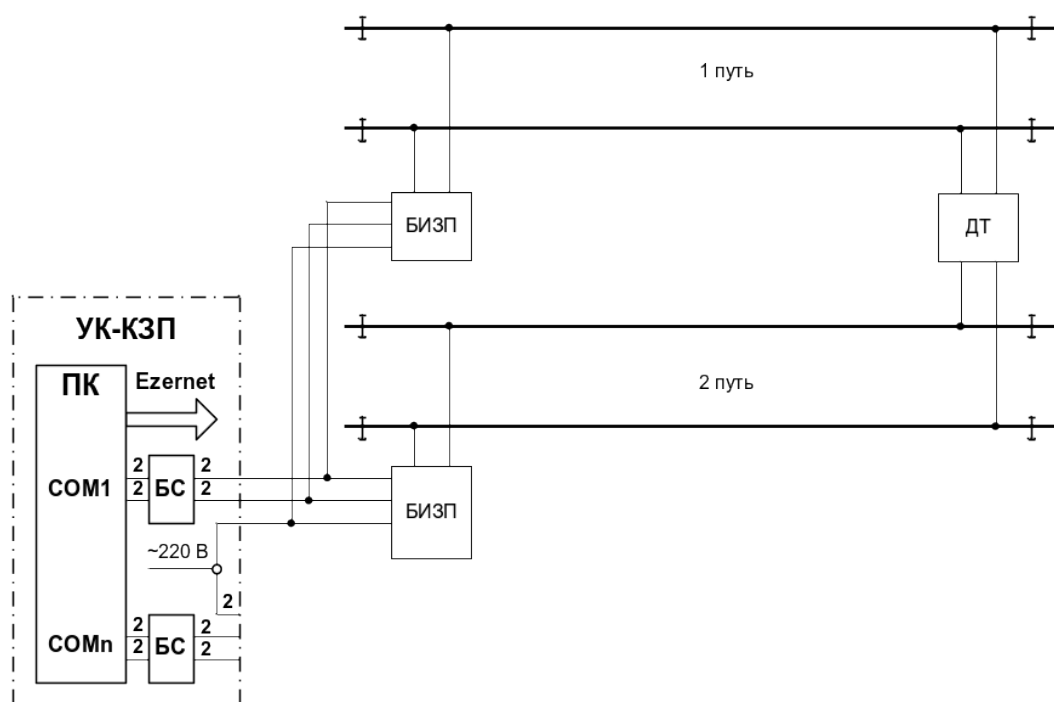 1 путь
БИЗП
ДТ
УК-КЗП
ПК
Ezernet
2 путь
2
2
COM1
2
БС
2
БИЗП
~220 В
2
2
2
COMn
2
БС
2